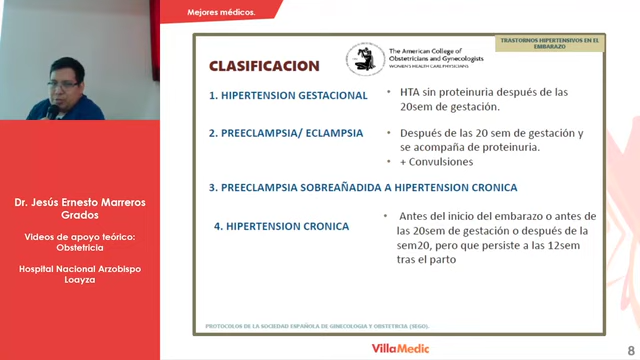 Mejores médicos.
TRASTORNOS HIPERTENSIVOS EN EL
EMBARAZO
CLASIFICACION
The American College of
Obstetricians and Gynecologists
WOMEN'S HEALTH CARE PHYSICIANS
1. HIPERTENSION GESTACIONAL
• HTA sin proteinuria después de las
20sem de gestación.
2. PREECLAMPSIA/ ECLAMPSIA
• Después de las 20 sem de gestación y
se acompaña de proteinuria.
• + Convulsiones
3. PREECLAMPSIA SOBREAÑADIDA A HIPERTENSION CRONICA
4. HIPERTENSION CRONICA
• Antes del inicio del embarazo o antes de
las 20sem de gestación o después de la
sem20, pero que persiste a las 12sem
tras el parto
PROTOCOLOS DE LA SOCIEDAD ESPAÑOLA DE GINECOLOGIA Y OBSTETRICIA (SEGO).
Dr. Jesús Ernesto Marreros
Grados
Videos de apoyo teórico:
Obstetricia
Hospital Nacional Arzobispo
Loayza
VillaMedic
8